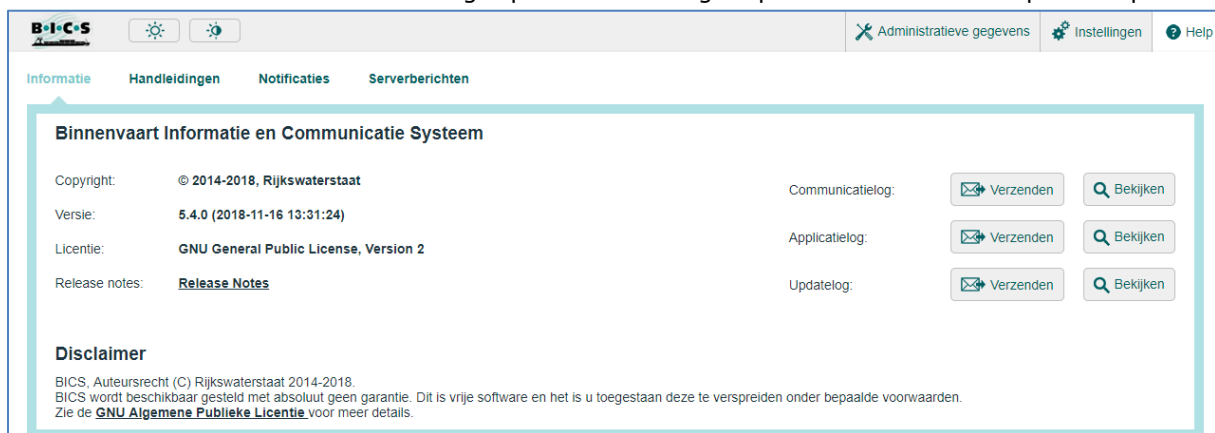 B•I•C•S
Administratieve gegevens
Instellingen
Help
Informatie Handleidingen Notificaties Serverberichten
Binnenvaart Informatie en Communicatie Systeem
Copyright: © 2014-2018, Rijkswaterstaat
Versie: 5.4.0 (2018-11-16 13:31:24)
Licentie: GNU General Public License, Version 2
Release notes: Release Notes
Communicatielog: Verzenden Bekijken
Applicatielog: Verzenden Bekijken
Updatelog: Verzenden Bekijken
Disclaimer
BICS, Auteursrecht (C) Rijkswaterstaat 2014-2018.
BICS wordt beschikbaar gesteld met absoluut geen garantie. Dit is vrije software en het is u toegestaan deze te verspreiden onder bepaalde voorwaarden.
Zie de GNU Algemene Publieke Licentie voor meer details.